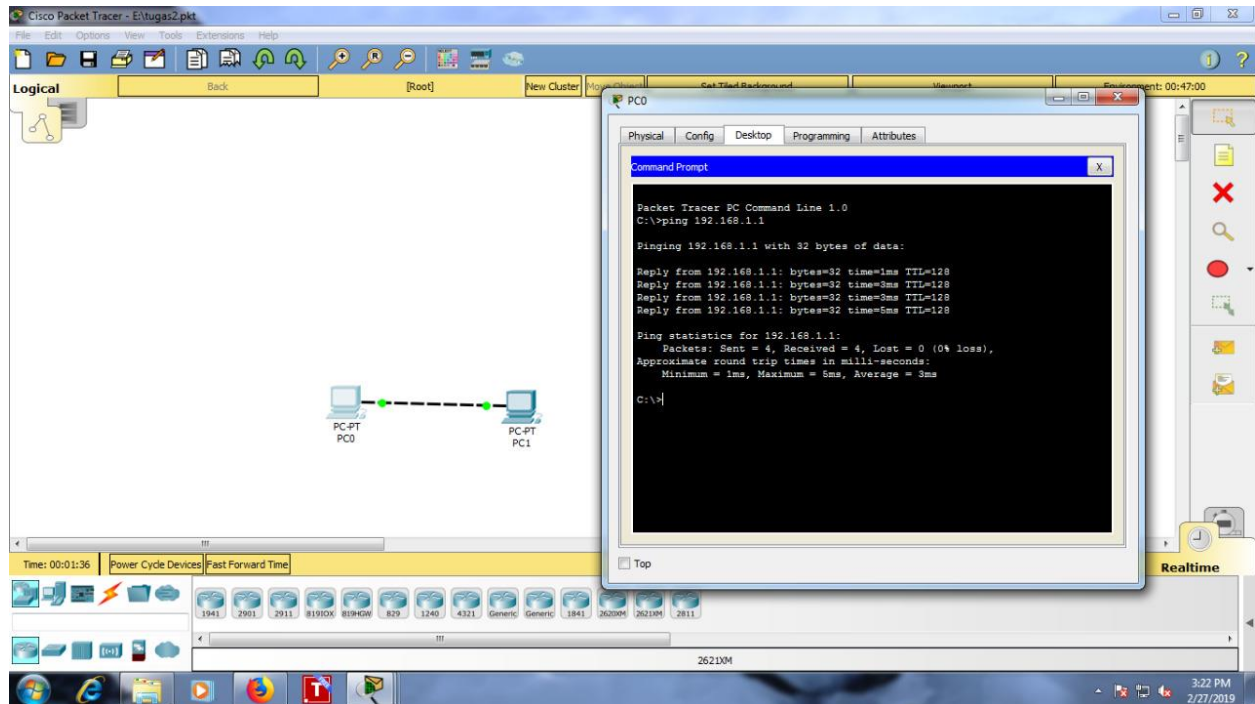 Cisco Packet Tracer - E:\tugas2.pkt
File Edit Options View Tools Extensions Help
Logical
Back
[Root]
New Cluster
Move Object
Set Tiled Background
Viewport
Environment: 00:47:00
PC0
Physical Config Desktop Programming Attributes
Command Prompt
X
Packet Tracer PC Command Line 1.0
C:\>ping 192.168.1.1
Pinging 192.168.1.1 with 32 bytes of data:
Reply from 192.168.1.1: bytes=32 time=1ms TTL=128
Reply from 192.168.1.1: bytes=32 time=3ms TTL=128
Reply from 192.168.1.1: bytes=32 time=3ms TTL=128
Reply from 192.168.1.1: bytes=32 time=5ms TTL=128
Ping statistics for 192.168.1.1:
Packets: Sent = 4, Received = 4, Lost = 0 (0% loss),
Approximate round trip times in milli-seconds:
Minimum = 1ms, Maximum = 5ms, Average = 3ms
C:\>
Top
PC-PT
PC0
PC-PT
PC1
Time: 00:01:36
Power Cycle Devices
Fast Forward Time
Realtime
1941 2901 2911 819IOX 819HGW 829 1240 4321 Generic Generic 1841 2620XM 2621XM 2811
2621XM
3:22 PM
2/27/2019